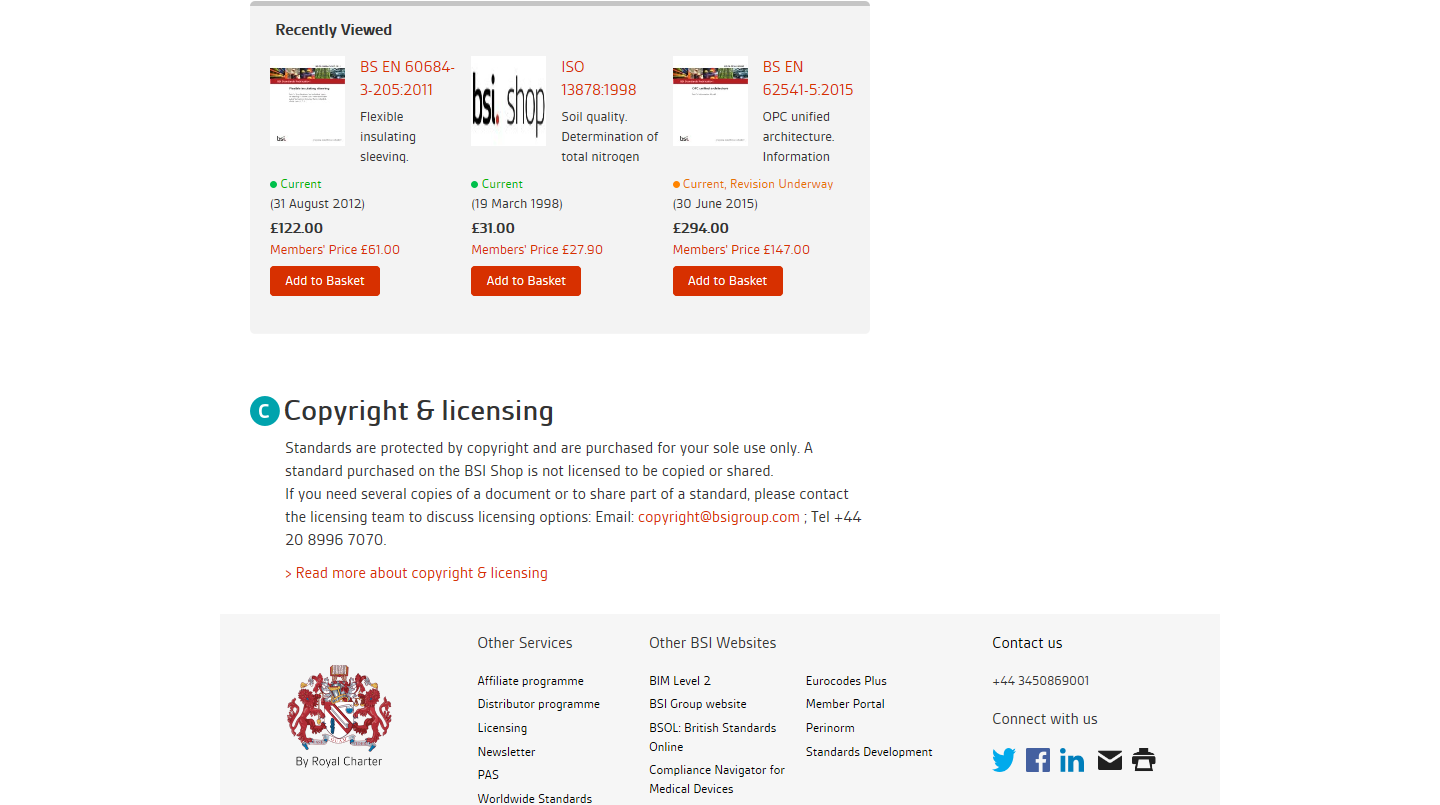 Recently Viewed
BS EN 60684-
3-205:2011
Flexible
insulating
sleeving.
Current
(31 August 2012)
£122.00
Members' Price £61.00
Add to Basket
bsi. shop
ISO
13878:1998
Soil quality.
Determination of
total nitrogen
Current
(19 March 1998)
£31.00
Members' Price £27.90
Add to Basket
BS EN
62541-5:2015
OPC unified
architecture.
Information
Current, Revision Underway
(30 June 2015)
£294.00
Members' Price £147.00
Add to Basket
C Copyright & licensing
Standards are protected by copyright and are purchased for your sole use only. A
standard purchased on the BSI Shop is not licensed to be copied or shared.
If you need several copies of a document or to share part of a standard, please contact
the licensing team to discuss licensing options: Email: copyright@bsigroup.com ; Tel +44
20 8996 7070.
> Read more about copyright & licensing
By Royal Charter
Other Services
Affiliate programme
Distributor programme
Licensing
Newsletter
PAS
Worldwide Standards
Other BSI Websites
BIM Level 2
BSI Group website
BSOL: British Standards
Online
Compliance Navigator for
Medical Devices
Eurocodes Plus
Member Portal
Perinorm
Standards Development
Contact us
+44 3450869001
Connect with us